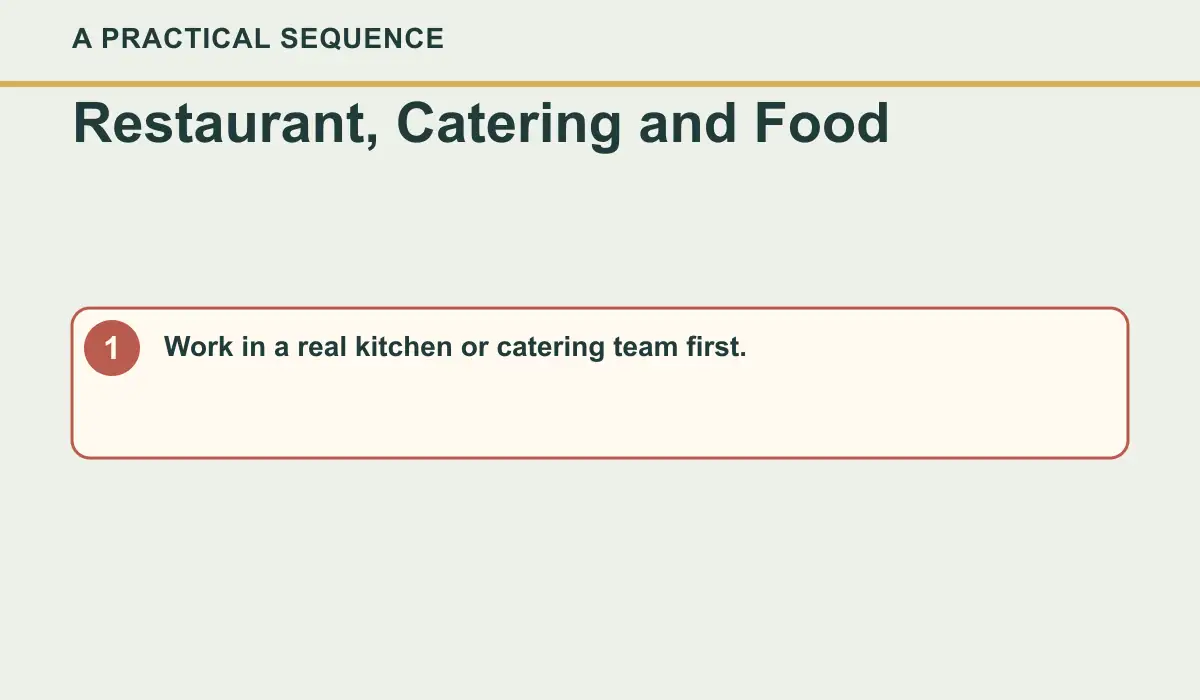 A PRACTICAL SEQUENCE
Restaurant, Catering and Food
1 Work in a real kitchen or catering team first.